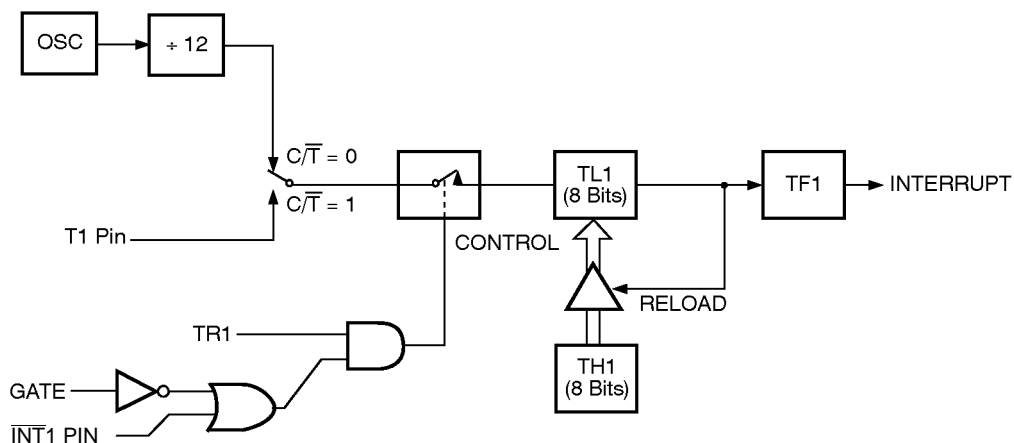 OSC
÷ 12
C/T̅ = 0
C/T̅ = 1
T1 Pin
TL1
(8 Bits)
TF1
INTERRUPT
CONTROL
RELOAD
TR1
TH1
(8 Bits)
GATE
I̅N̅T̅1 PIN